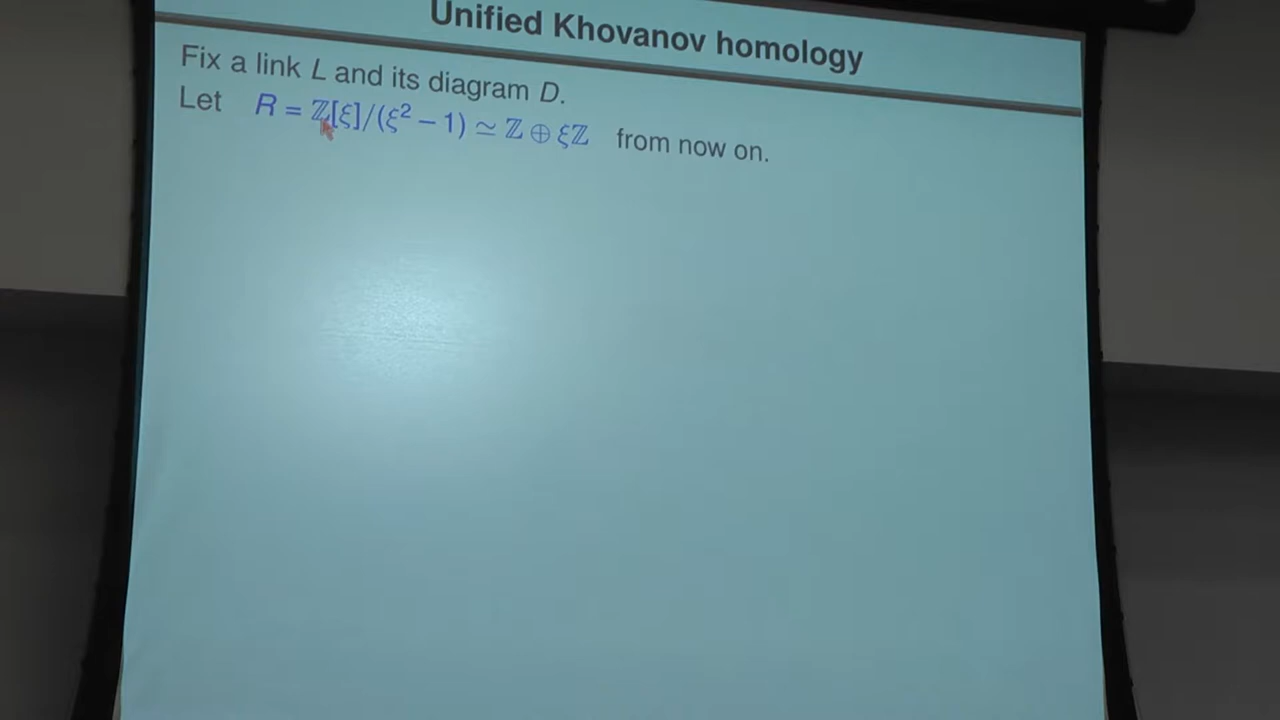 Unified Khovanov homology
Fix a link L and its diagram D.
Let R = ℤ[ξ]/(ξ² − 1) ≃ ℤ ⊕ ξℤ from now on.